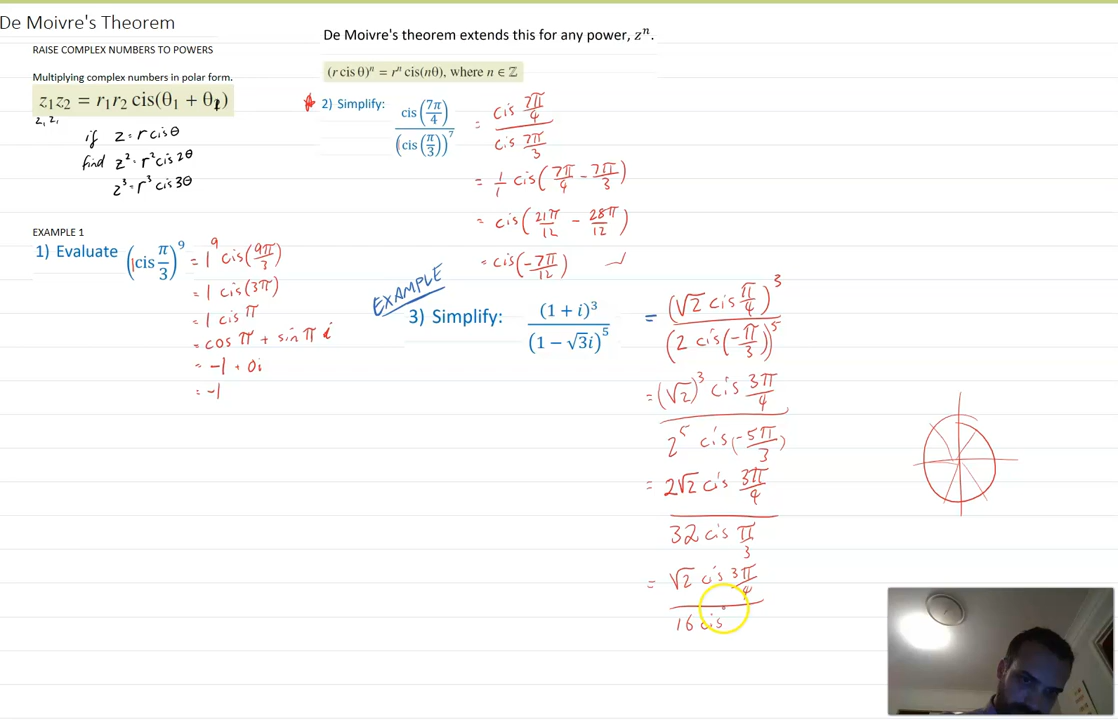 De Moivre's Theorem
RAISE COMPLEX NUMBERS TO POWERS
Multiplying complex numbers in polar form.
z₁z₂ = r₁r₂ cis(θ₁ + θ₂)
z₁ z₁
if z = r cis θ
find z² = r² cis 2θ
z³ = r³ cis 3θ
EXAMPLE 1
1) Evaluate (1cis π/3)⁹ = 1⁹ cis(9π/3)
= 1 cis(3π)
= 1 cis π
= cos π + sin π i
= -1 + 0i
= -1
De Moivre's theorem extends this for any power, zⁿ.
(r cis θ)ⁿ = rⁿ cis(nθ), where n ∈ ℤ
2) Simplify: cis(7π/4) / (cis(π/3))⁷ = cis 7π/4 / cis 7π/3
= 1/1 cis(7π/4 - 7π/3)
= cis(21π/12 - 28π/12)
= cis(-7π/12)
EXAMPLE
3) Simplify: (1 + i)³ / (1 − √3i)⁵ = (√2 cis π/4)³ / (2 cis(-π/3))⁵
= (√2)³ cis 3π/4 / 2⁵ cis(-5π/3)
= 2√2 cis 3π/4 / 32 cis π/3
= √2 cis 3π/4 / 16 cis